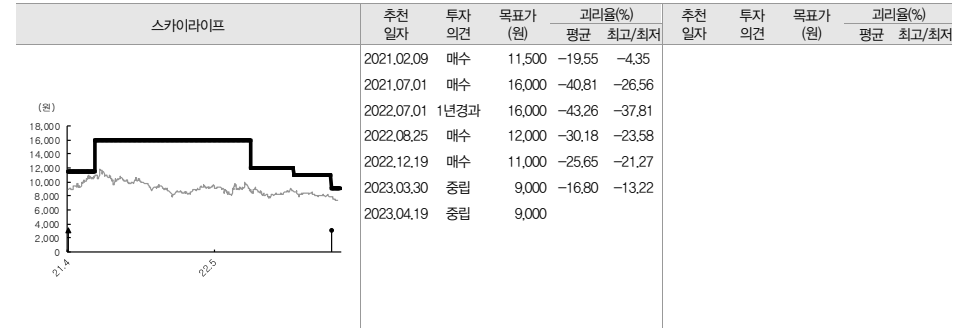 스카이라이프
추천 일자 투자 의견 목표가 (원) 괴리율(%) 평균 최고/최저 추천 일자 투자 의견 목표가 (원) 괴리율(%) 평균 최고/최저
2021.02.09 매수 11,500 -19.55 -4.35
2021.07.01 매수 16,000 -40.81 -26.56
2022.07.01 1년경과 16,000 -43.26 -37.81
2022.08.25 매수 12,000 -30.18 -23.58
2022.12.19 매수 11,000 -25.65 -21.27
2023.03.30 중립 9,000 -16.80 -13.22
2023.04.19 중립 9,000
(원)
18,000
16,000
14,000
12,000
10,000
8,000
6,000
4,000
2,000
0
21.4
22.5